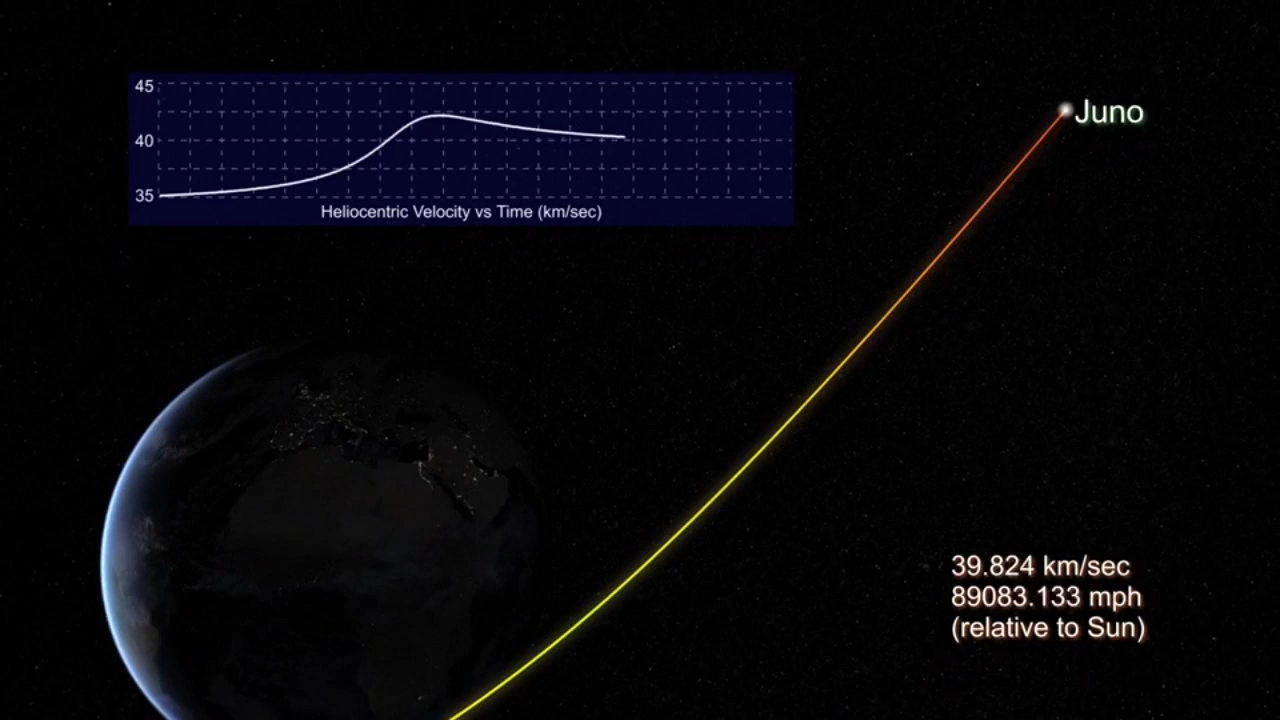 45
40
35
Heliocentric Velocity vs Time (km/sec)
Juno
39.824 km/sec
89083.133 mph
(relative to Sun)